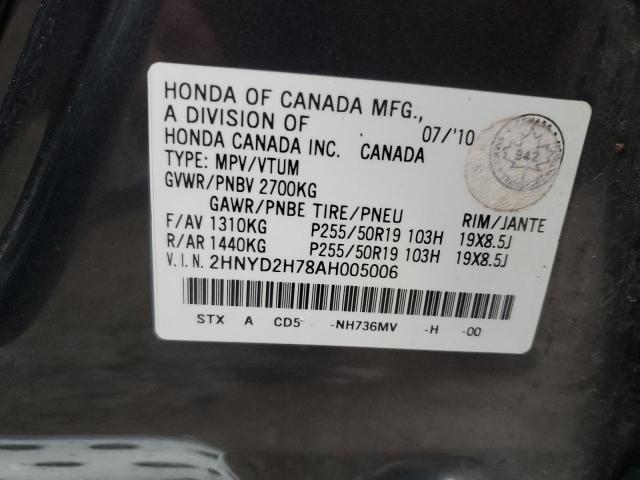 HONDA OF CANADA MFG.,
A DIVISION OF 07/'10
HONDA CANADA INC. CANADA
TYPE: MPV/VTUM
GVWR/PNBV 2700KG
GAWR/PNBE TIRE/PNEU RIM/JANTE
F/AV 1310KG P255/50R19 103H 19X8.5J
R/AR 1440KG P255/50R19 103H 19X8.5J
V.I.N. 2HNYD2H78AH005006
STX A CD5 -NH736MV -H -00
942